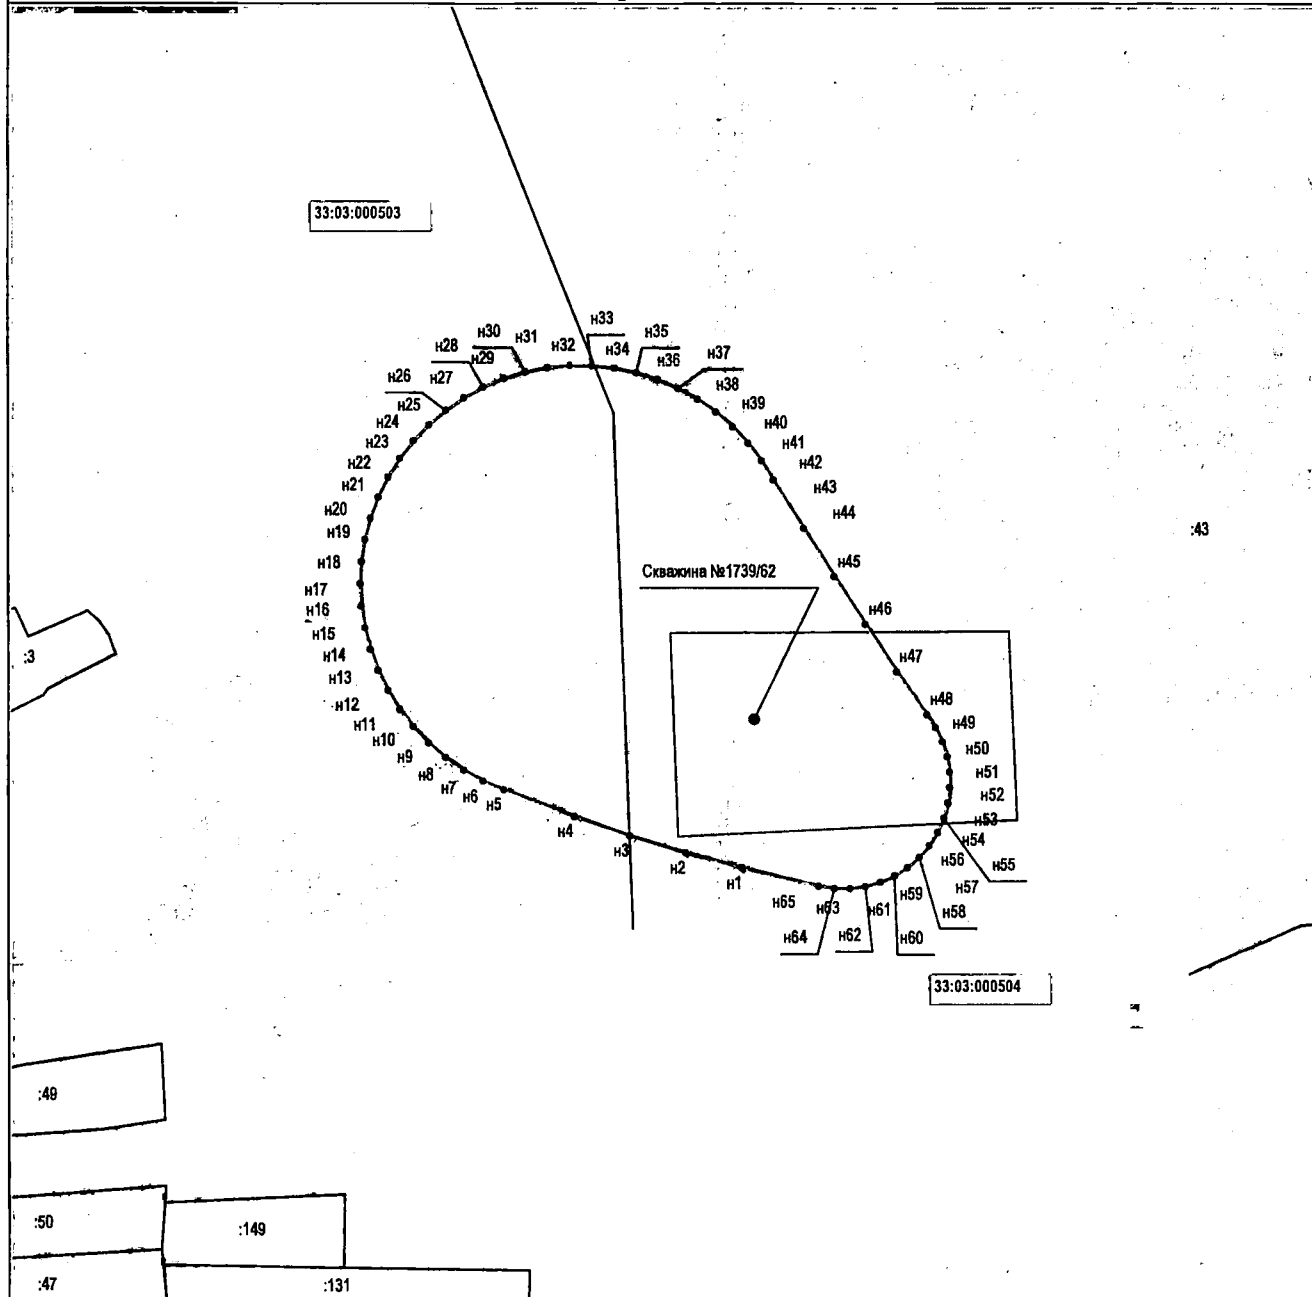 33:03:000503
н33
н30
н31
н35
н28
н32
н34
н37
н29
н36
н26
н27
н38
н25
н39
н24
н40
н23
н41
н22
н42
н21
н43
н20
н44
н19
:43
н18
Скважина №1739/62
н45
н17
н16
н46
н15
:3
н14
н47
н13
н12
н48
н11
н49
н10
н9
н50
н8
н51
н7
н6
н52
н5
н53
н4
н54
н3
н2
н56
н55
н1
н59
н57
н65
н63
н61
н58
н64
н62
н60
33:03:000504
:49
:50
:149
:47
:131